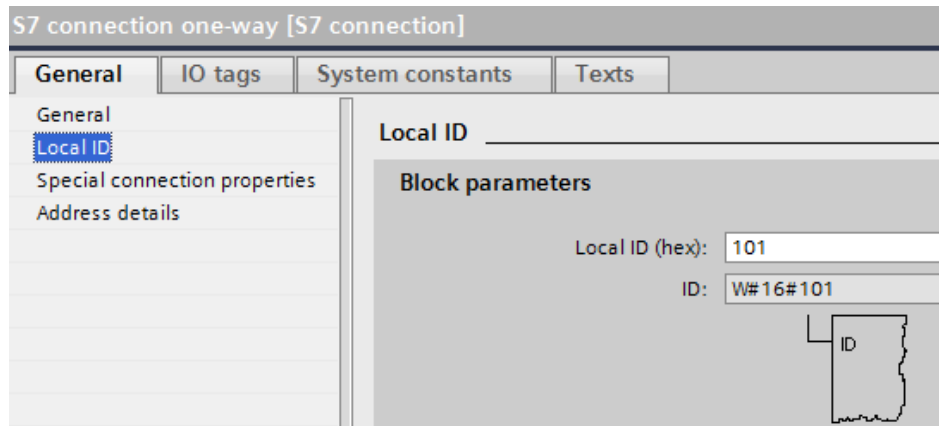 S7 connection one-way [S7 connection]
General IO tags System constants Texts
General
Local ID
Special connection properties
Address details
Local ID
Block parameters
Local ID (hex): 101
ID: W#16#101
ID